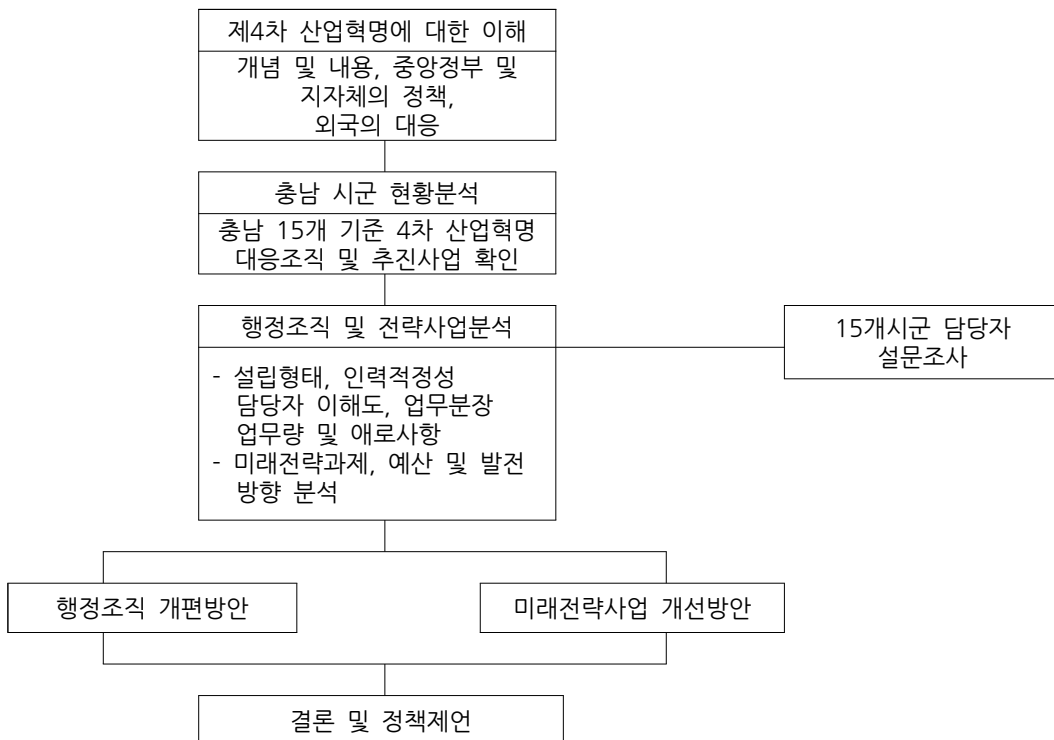 제4차 산업혁명에 대한 이해
개념 및 내용, 중앙정부 및
지자체의 정책,
외국의 대응
충남 시군 현황분석
충남 15개 기준 4차 산업혁명
대응조직 및 추진사업 확인
행정조직 및 전략사업분석
- 설립형태, 인력적정성
담당자 이해도, 업무분장
업무량 및 애로사항
- 미래전략과제, 예산 및 발전
방향 분석
15개시군 담당자
설문조사
행정조직 개편방안
미래전략사업 개선방안
결론 및 정책제언